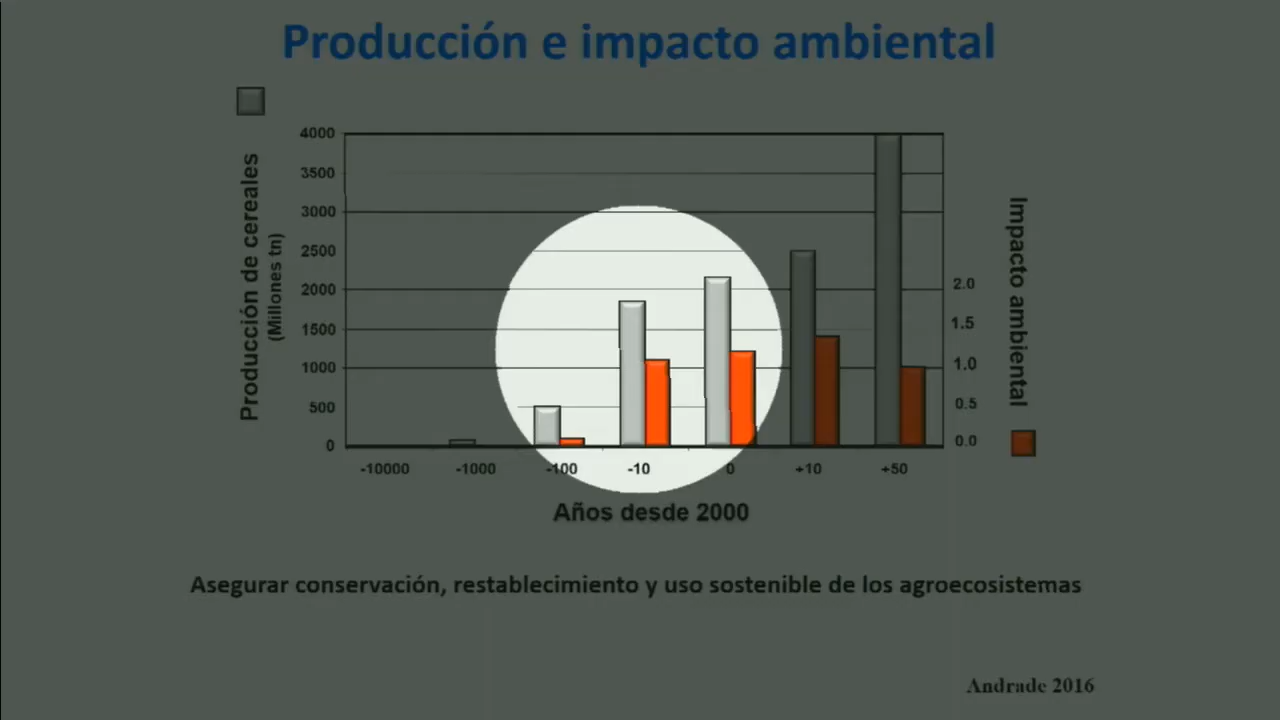 Producción e impacto ambiental
Producción de cereales
(Millones tn)
4000
3500
3000
2500
2000
1500
1000
500
0
2.0
1.5
1.0
0.5
0.0
Impacto ambiental
-10000 -1000 -100 -10 0 +10 +50
Años desde 2000
Asegurar conservación, restablecimiento y uso sostenible de los agroecosistemas
Andrade 2016